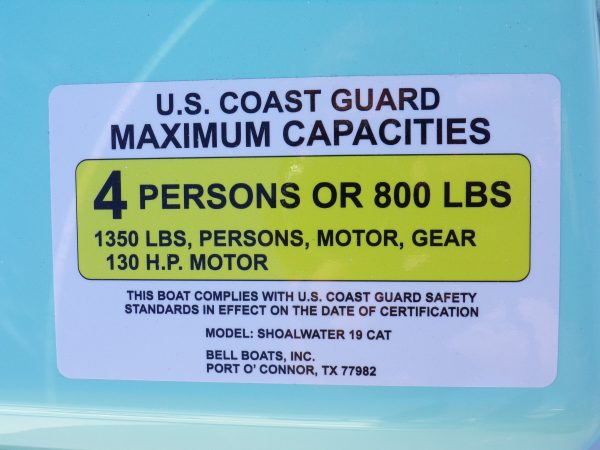 U.S. COAST GUARD
MAXIMUM CAPACITIES
4 PERSONS OR 800 LBS
1350 LBS, PERSONS, MOTOR, GEAR
130 H.P. MOTOR
THIS BOAT COMPLIES WITH U.S. COAST GUARD SAFETY
STANDARDS IN EFFECT ON THE DATE OF CERTIFICATION
MODEL: SHOALWATER 19 CAT
BELL BOATS, INC.
PORT O' CONNOR, TX 77982